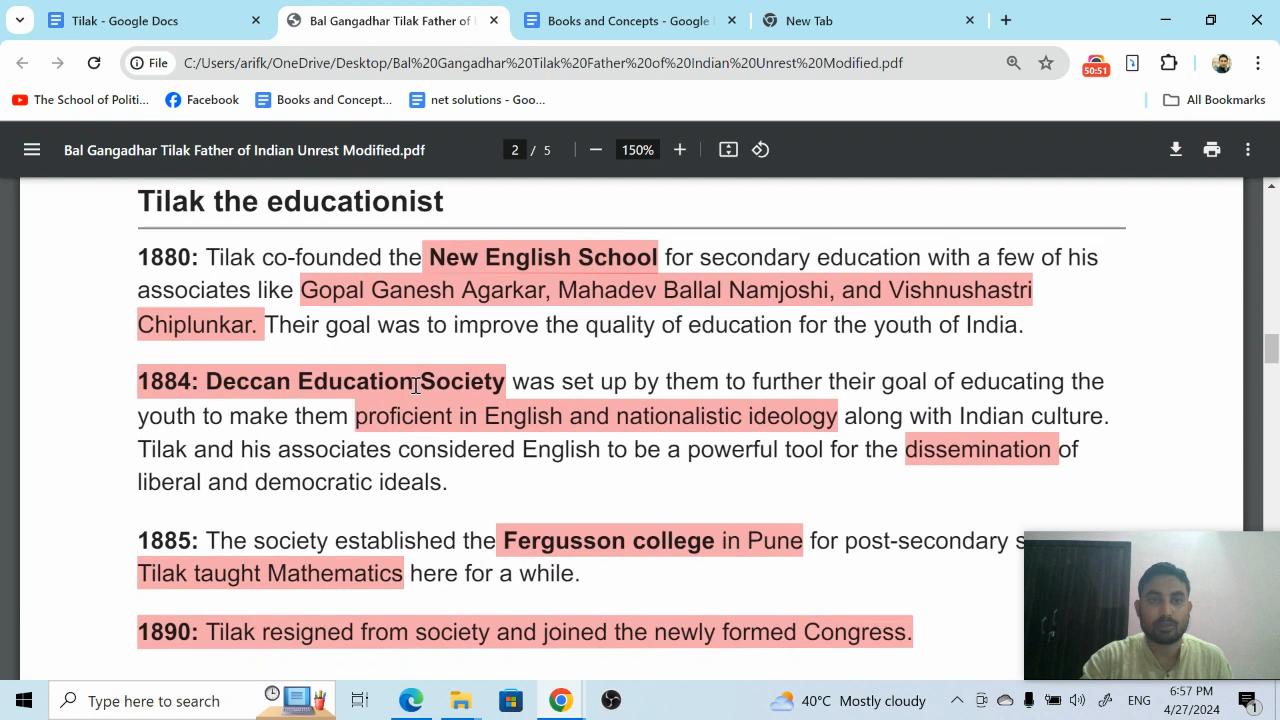 Tilak - Google Docs
Bal Gangadhar Tilak Father of I
Books and Concepts - Google
New Tab
File
C:/Users/arifk/OneDrive/Desktop/Bal%20Gangadhar%20Tilak%20Father%20of%20Indian%20Unrest%20Modified.pdf
50:51
The School of Politi...
Facebook
Books and Concept...
net solutions - Goo...
All Bookmarks
Bal Gangadhar Tilak Father of Indian Unrest Modified.pdf
2 / 5
150%
Tilak the educationist
1880: Tilak co-founded the New English School for secondary education with a few of his
associates like Gopal Ganesh Agarkar, Mahadev Ballal Namjoshi, and Vishnushastri
Chiplunkar. Their goal was to improve the quality of education for the youth of India.
1884: Deccan Education Society was set up by them to further their goal of educating the
youth to make them proficient in English and nationalistic ideology along with Indian culture.
Tilak and his associates considered English to be a powerful tool for the dissemination of
liberal and democratic ideals.
1885: The society established the Fergusson college in Pune for post-secondary s
Tilak taught Mathematics here for a while.
1890: Tilak resigned from society and joined the newly formed Congress.
Type here to search
40°C Mostly cloudy
ENG
6:57 PM
4/27/2024
1